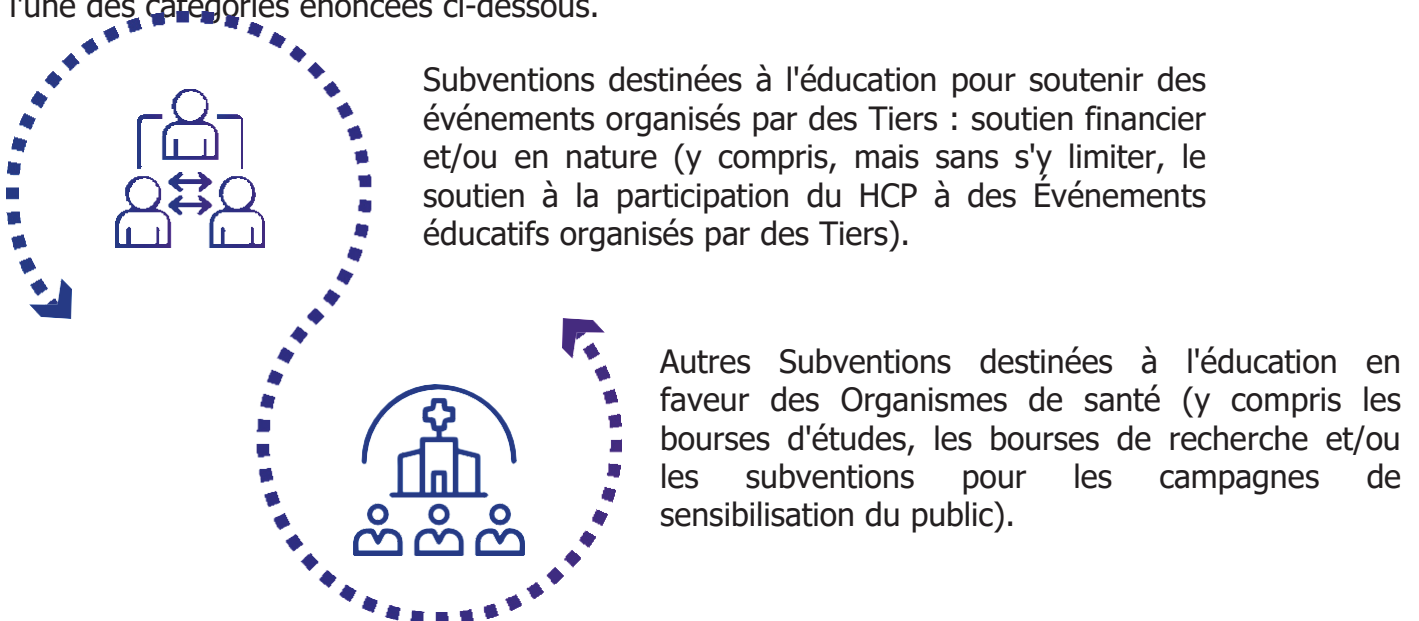 l'une des catégories énoncées ci-dessous.
Subventions destinées à l'éducation pour soutenir des
événements organisés par des Tiers : soutien financier
et/ou en nature (y compris, mais sans s'y limiter, le
soutien à la participation du HCP à des Événements
éducatifs organisés par des Tiers).
Autres Subventions destinées à l'éducation en
faveur des Organismes de santé (y compris les
bourses d'études, les bourses de recherche et/ou
les subventions pour les campagnes de
sensibilisation du public).